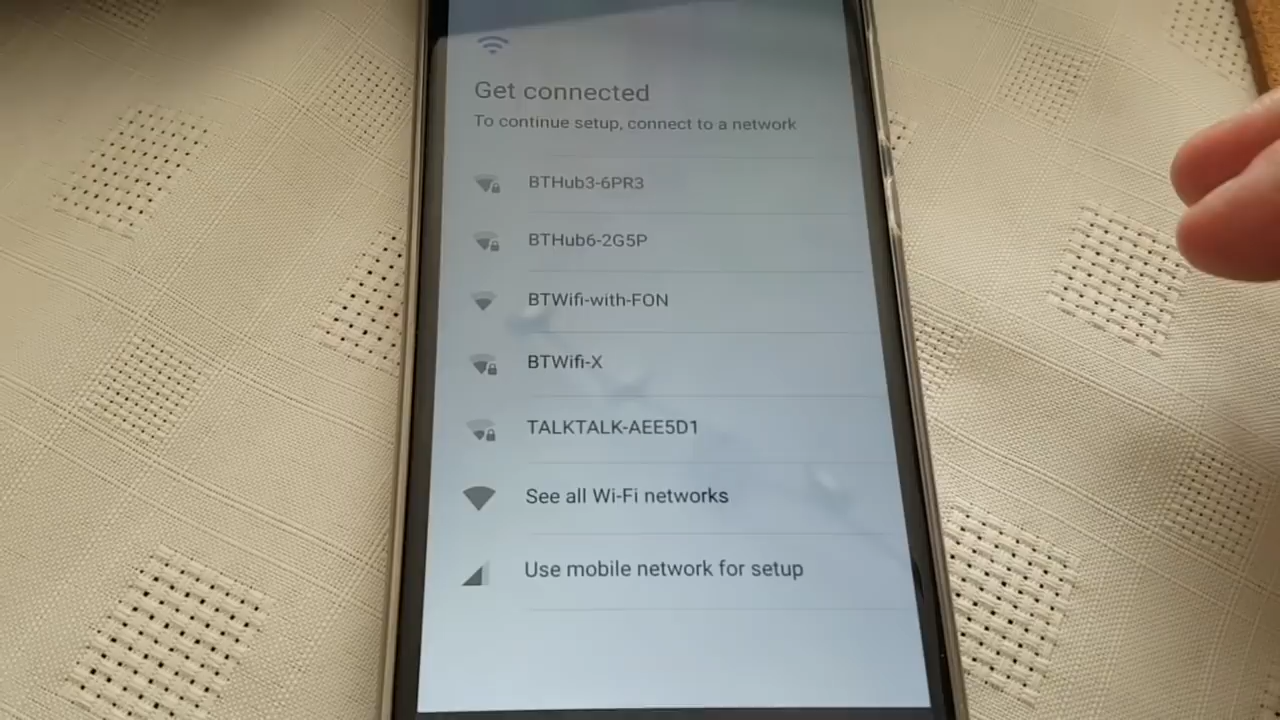 Get connected
To continue setup, connect to a network
BTHub3-6PR3
BTHub6-2G5P
BTWifi-with-FON
BTWifi-X
TALKTALK-AEE5D1
See all Wi-Fi networks
Use mobile network for setup